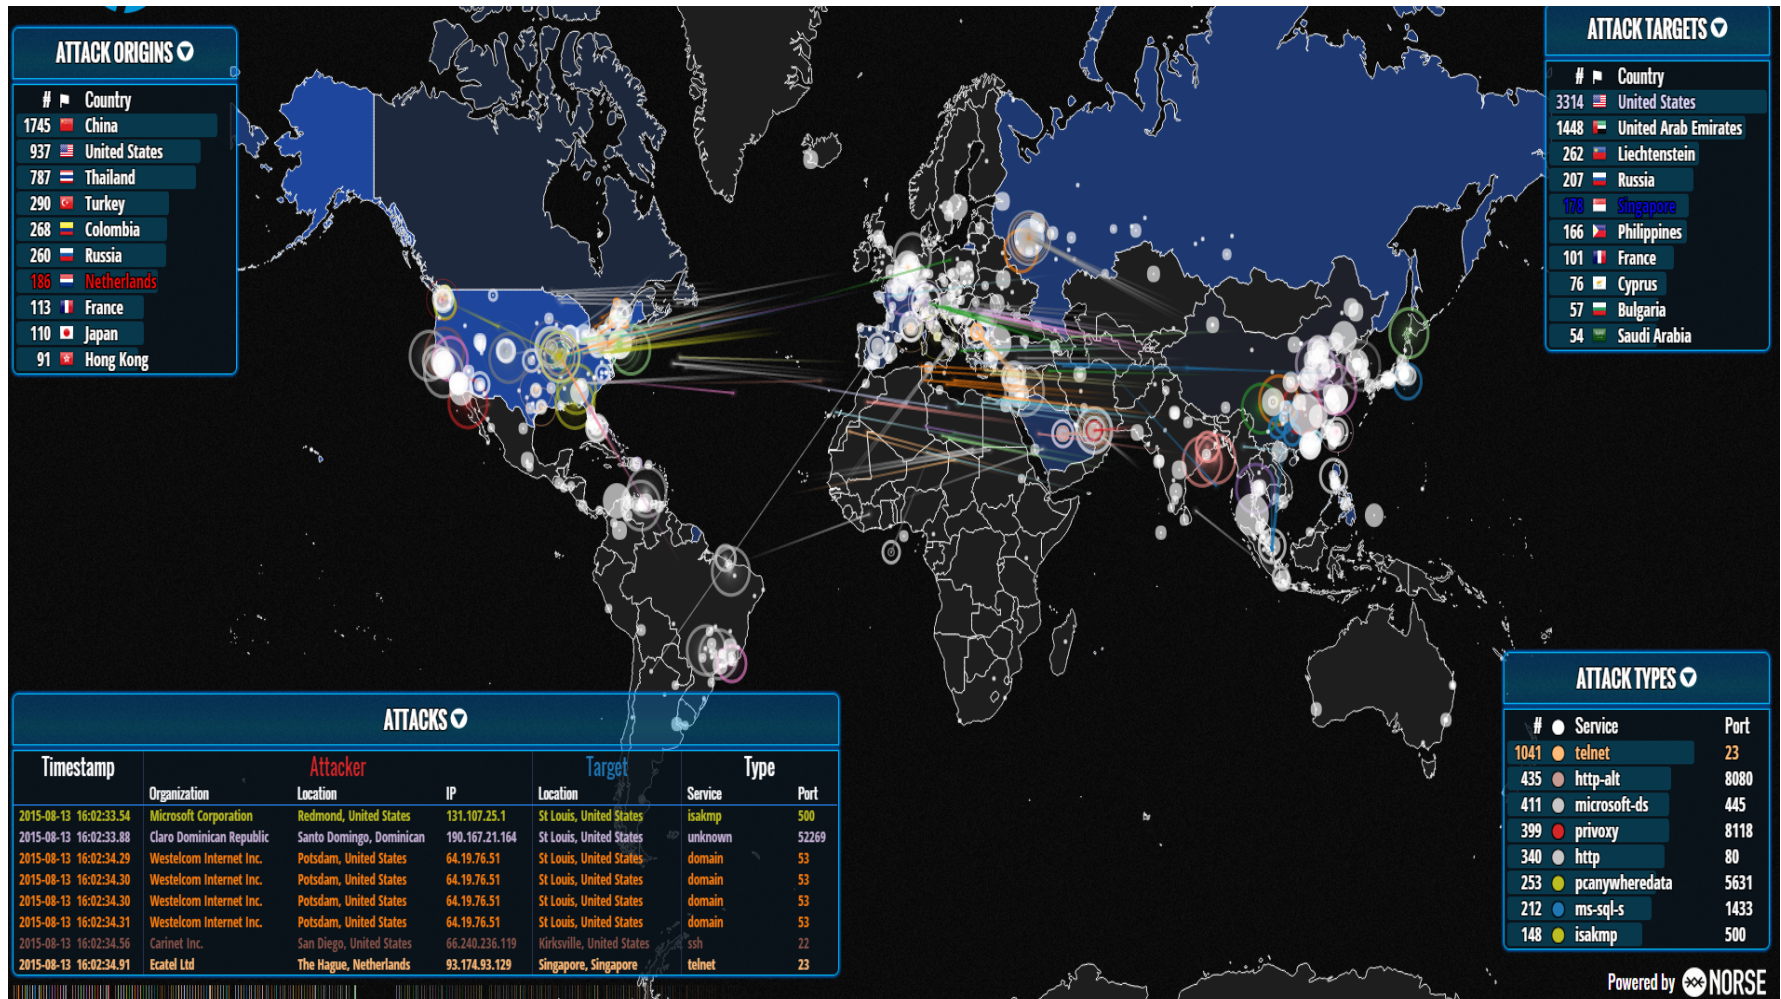 ATTACK ORIGINS
# Country
1745 China
937 United States
787 Thailand
290 Turkey
268 Colombia
260 Russia
186 Netherlands
113 France
110 Japan
91 Hong Kong
ATTACK TARGETS
# Country
3314 United States
1448 United Arab Emirates
262 Liechtenstein
207 Russia
178 Singapore
166 Philippines
101 France
76 Cyprus
57 Bulgaria
54 Saudi Arabia
ATTACKS
Timestamp Attacker Target Type
Organization Location IP Location Service Port
2015-08-13 16:02:33.54 Microsoft Corporation Redmond, United States 131.107.25.1 St Louis, United States isakmp 500
2015-08-13 16:02:33.88 Claro Dominican Republic Santo Domingo, Dominican 190.167.21.164 St Louis, United States unknown 52269
2015-08-13 16:02:34.29 Westelcom Internet Inc. Potsdam, United States 64.19.76.51 St Louis, United States domain 53
2015-08-13 16:02:34.30 Westelcom Internet Inc. Potsdam, United States 64.19.76.51 St Louis, United States domain 53
2015-08-13 16:02:34.30 Westelcom Internet Inc. Potsdam, United States 64.19.76.51 St Louis, United States domain 53
2015-08-13 16:02:34.31 Westelcom Internet Inc. Potsdam, United States 64.19.76.51 St Louis, United States domain 53
2015-08-13 16:02:34.56 Carinet Inc. San Diego, United States 66.240.236.119 Kirksville, United States ssh 22
2015-08-13 16:02:34.91 Ecatel Ltd The Hague, Netherlands 93.174.93.129 Singapore, Singapore telnet 23
ATTACK TYPES
# Service Port
1041 telnet 23
435 http-alt 8080
411 microsoft-ds 445
399 privoxy 8118
340 http 80
253 pcanywheredata 5631
212 ms-sql-s 1433
148 isakmp 500
Powered by NORSE